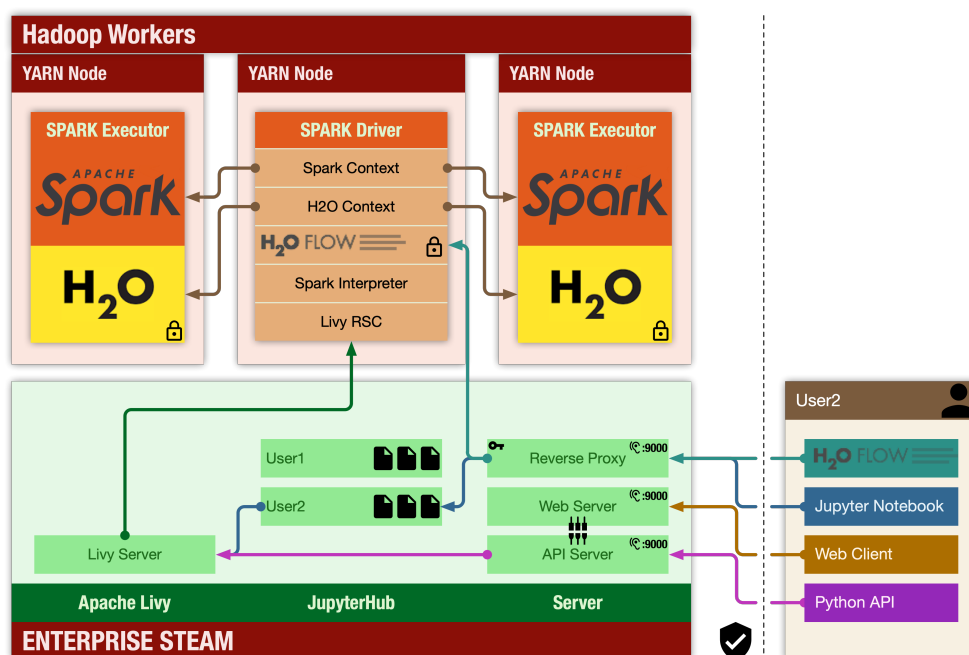 Hadoop Workers
YARN Node
YARN Node
YARN Node
SPARK Executor
APACHE
Spark
H2O
SPARK Driver
Spark Context
H2O Context
H2O FLOW
Spark Interpreter
Livy RSC
SPARK Executor
APACHE
Spark
H2O
User1
User2
Livy Server
:9000
Reverse Proxy
:9000
Web Server
:9000
API Server
Apache Livy
JupyterHub
Server
ENTERPRISE STEAM
User2
H2O FLOW
Jupyter Notebook
Web Client
Python API